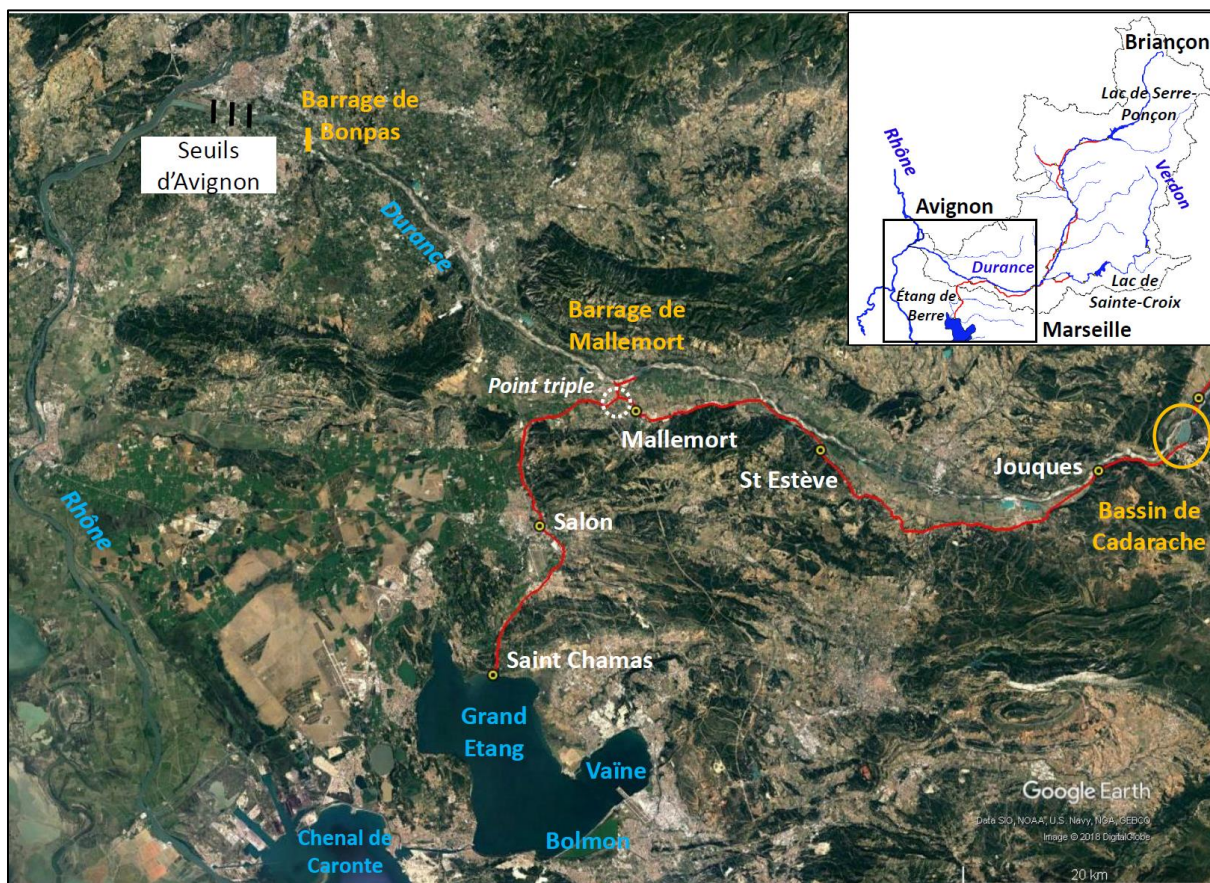 Briançon
Lac de Serre-
Ponçon
Rhône
Verdon
Avignon
Durance
Lac de
Sainte-Croix
Étang de
Berre
Marseille
Barrage de
Bonpas
Seuils
d'Avignon
Durance
Barrage de
Mallemort
Point triple
Mallemort
St Estève
Jouques
Bassin de
Cadarache
Rhône
Salon
Saint Chamas
Grand
Etang
Vaïne
Bolmon
Chenal de
Caronte
Google Earth
Data SIO, NOAA, U.S. Navy, NGA, GEBCO
Image © 2018 DigitalGlobe
20 km